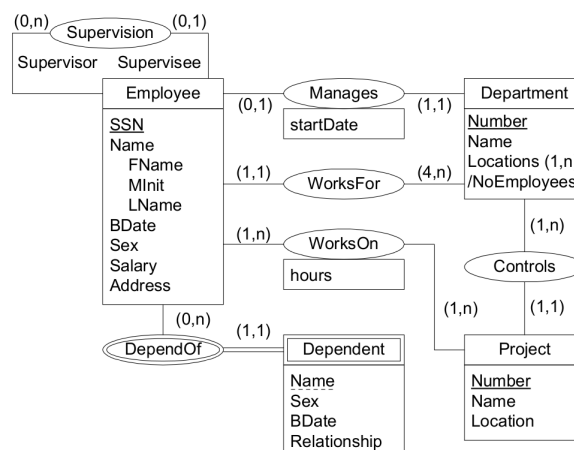 (0,n) Supervision (0,1)
Supervisor Supervisee
Employee (0,1) Manages (1,1) Department
startDate
SSN
Name
FName
MInit
LName
BDate
Sex
Salary
Address
Number
Name
Locations (1,n
/NoEmployees
(1,1) WorksFor (4,n)
(1,n) WorksOn
hours
(1,n)
Controls
(1,n) (1,1)
(0,n) (1,1)
DependOf Dependent Project
Name
Sex
BDate
Relationship
Number
Name
Location